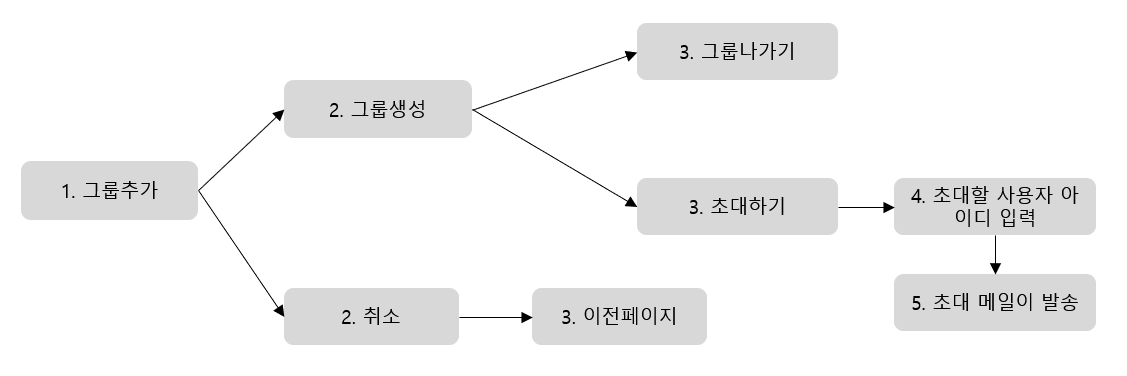 1. 그룹추가
2. 그룹생성
3. 그룹나가기
3. 초대하기
4. 초대할 사용자 아
이디 입력
5. 초대 메일이 발송
2. 취소
3. 이전페이지